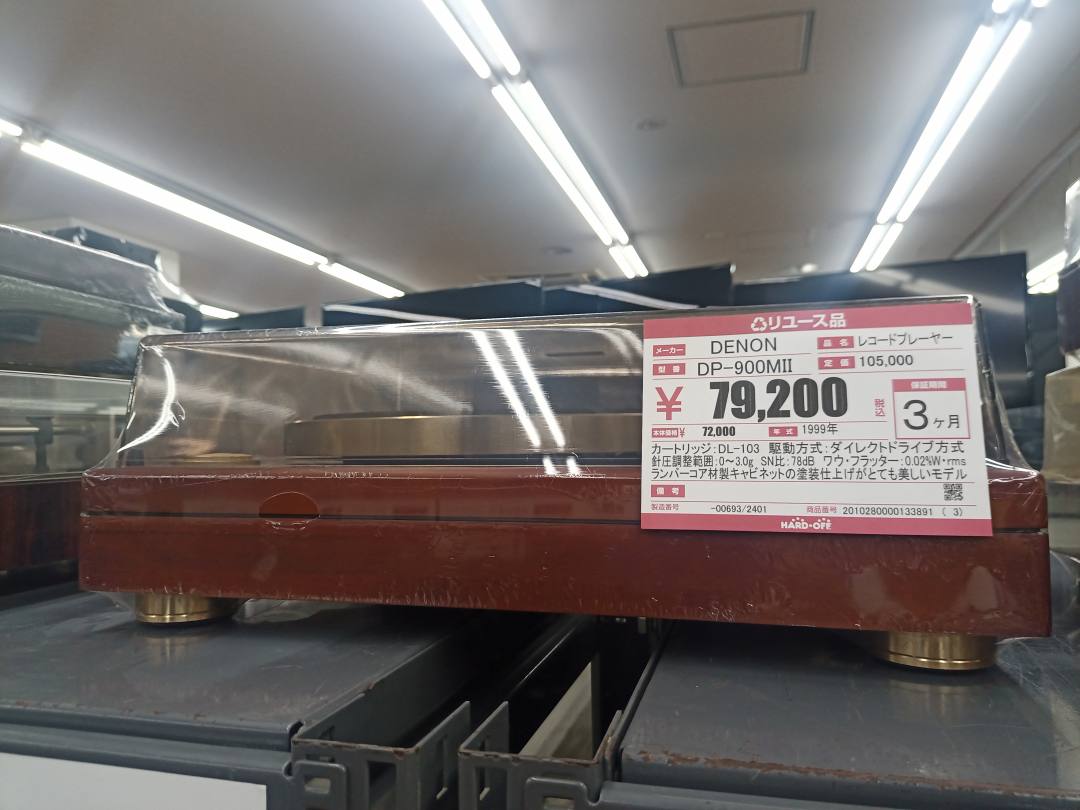 リユース品
メーカー DENON 品名 レコードプレーヤー
型番 DP-900MII 定価 105,000
¥ 79,200 税込 保証期間 3ヶ月
本体価格¥ 72,000 年式 1999年
カートリッジ:DL-103 駆動方式:ダイレクトドライブ方式
針圧調整範囲:0~3.0g SN比:78dB ワウ・フラッター:0.02%W・rms
ランバーコア材製キャビネットの塗装仕上げがとても美しいモデル
備考
製造番号 -00693/2401 商品番号 2010280000133891 ( 3)
HARD・OFF